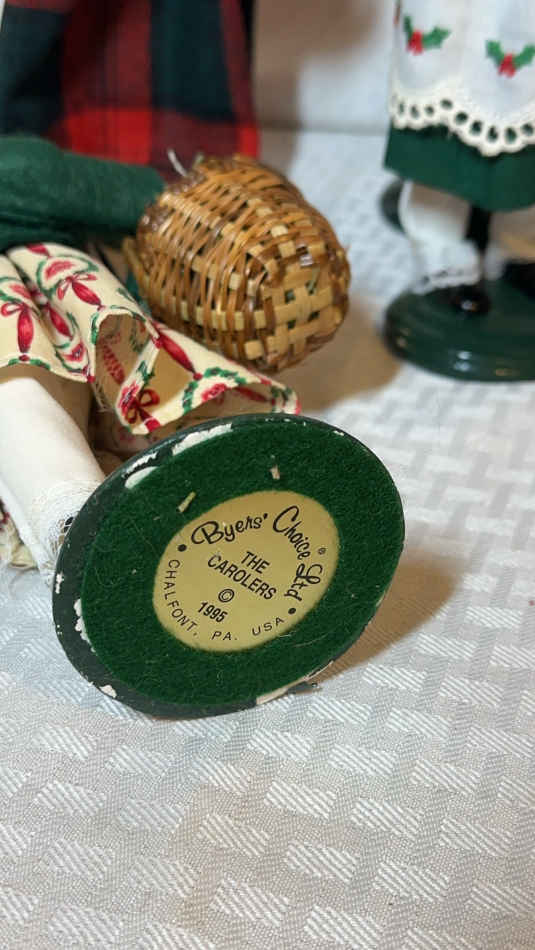 Byers' Choice Ltd®
THE
CAROLERS
©
1995
CHALFONT, PA. USA